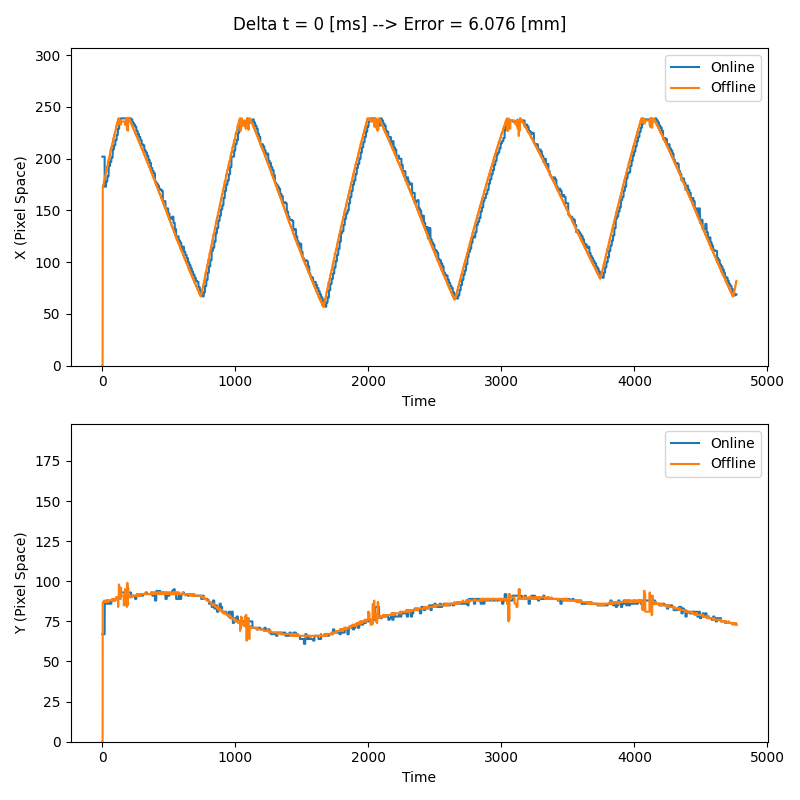 Delta t = 0 [ms] --> Error = 6.076 [mm]
300
250
200
150
100
50
0
X (Pixel Space)
Online
Offline
0 1000 2000 3000 4000 5000
Time
175
150
125
100
75
50
25
0
Y (Pixel Space)
Online
Offline
0 1000 2000 3000 4000 5000
Time